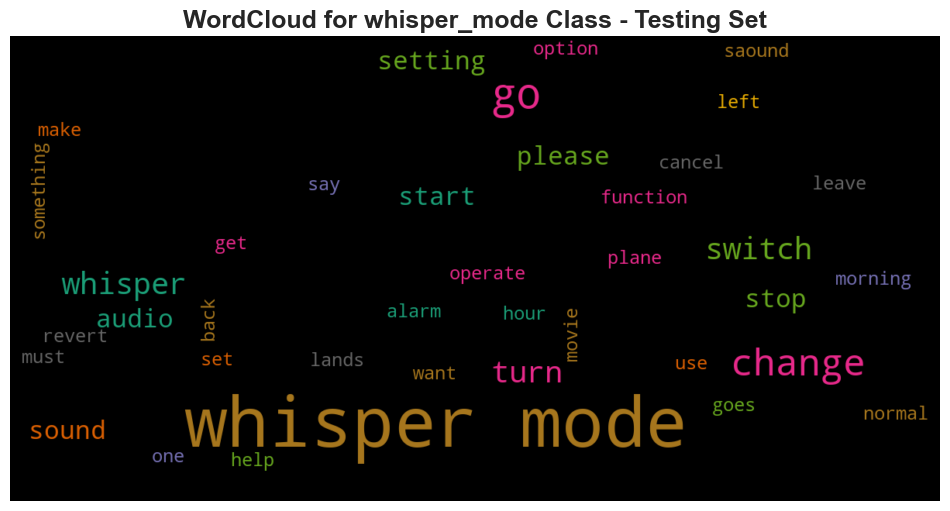 WordCloud for whisper_mode Class - Testing Set
option
saound
setting
go
left
make
please
cancel
something
say
start
function
leave
get
switch
plane
operate
morning
whisper
stop
audio
back
alarm
hour
movie
revert
must
set
lands
want
turn
use
change
whisper mode
goes
normal
sound
one
help